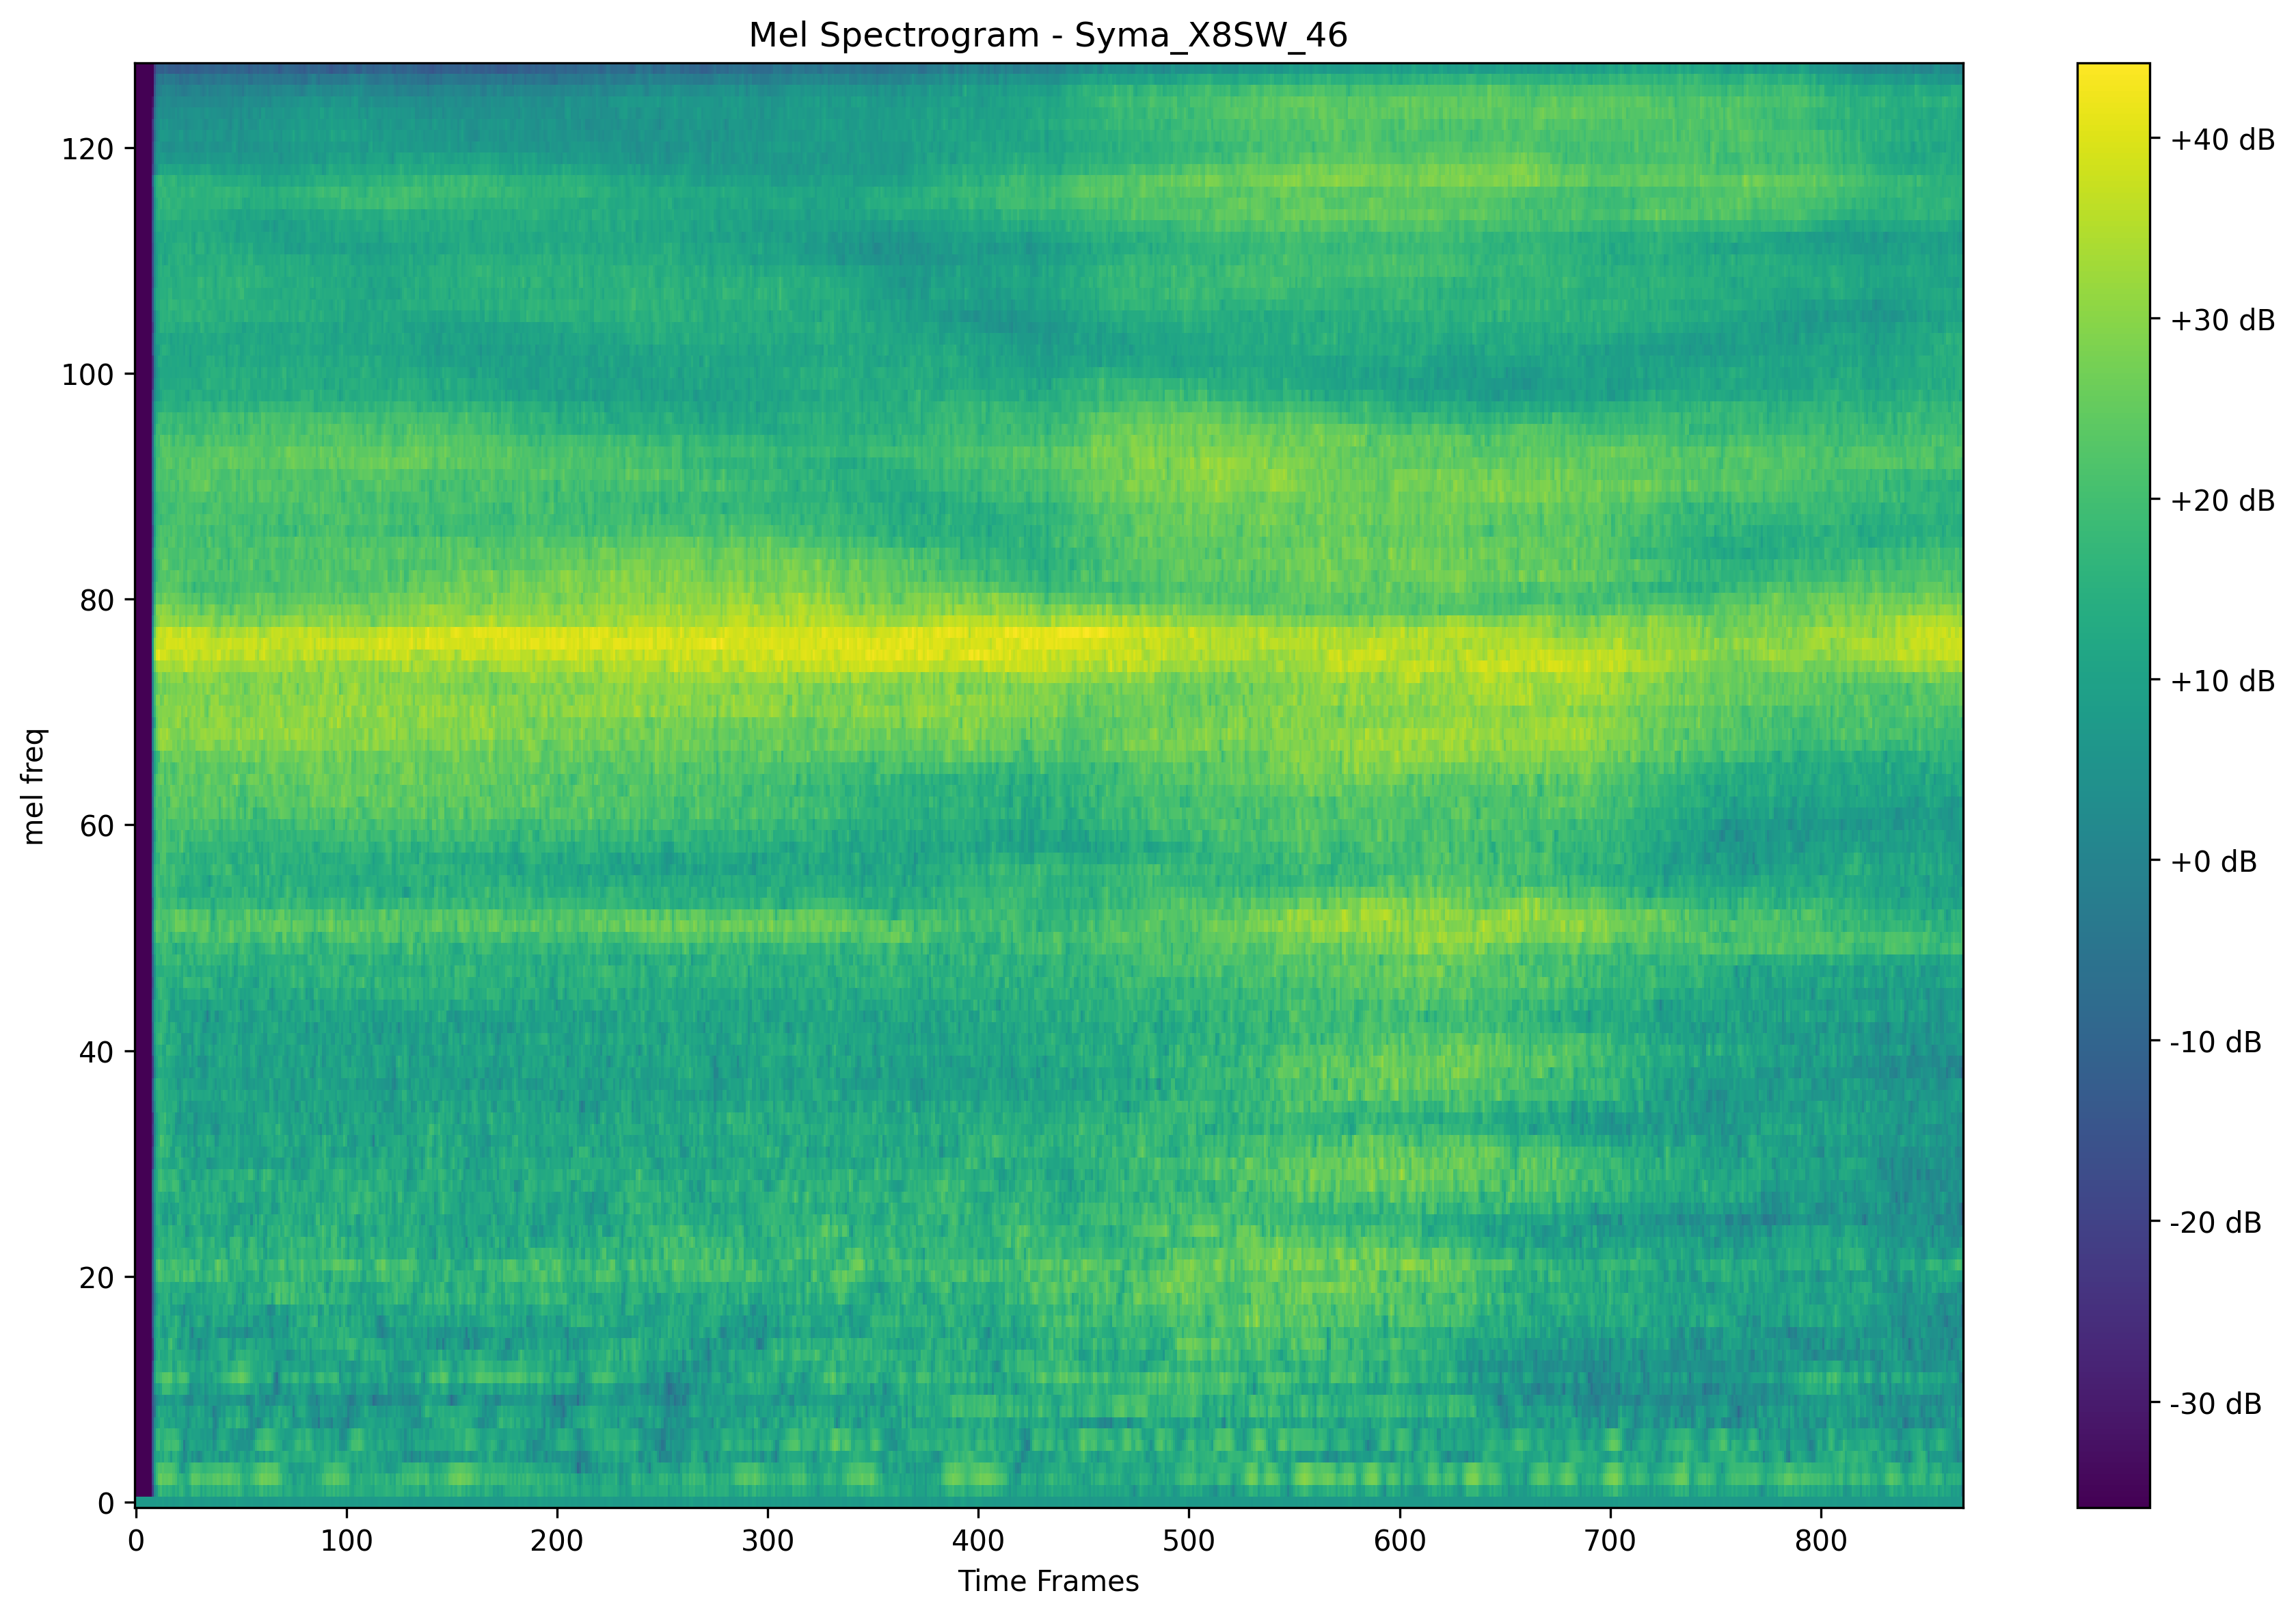 Mel Spectrogram - Syma_X8SW_46
mel freq
120
100
80
60
40
20
0
0 100 200 300 400 500 600 700 800
Time Frames
+40 dB
+30 dB
+20 dB
+10 dB
+0 dB
-10 dB
-20 dB
-30 dB